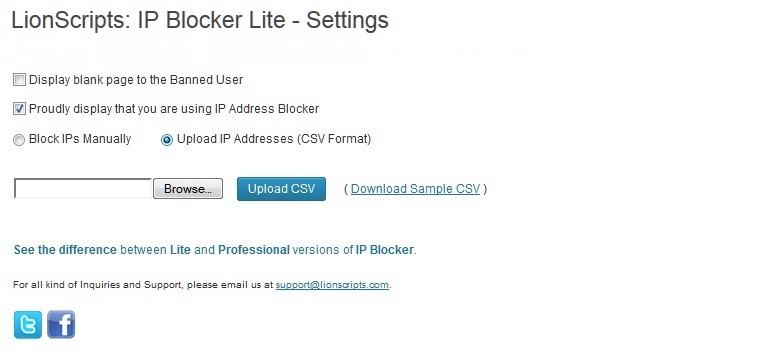 LionScripts: IP Blocker Lite - Settings
Display blank page to the Banned User
Proudly display that you are using IP Address Blocker
Block IPs Manually Upload IP Addresses (CSV Format)
Browse... Upload CSV ( Download Sample CSV )
See the difference between Lite and Professional versions of IP Blocker.
For all kind of Inquiries and Support, please email us at support@lionscripts.com.